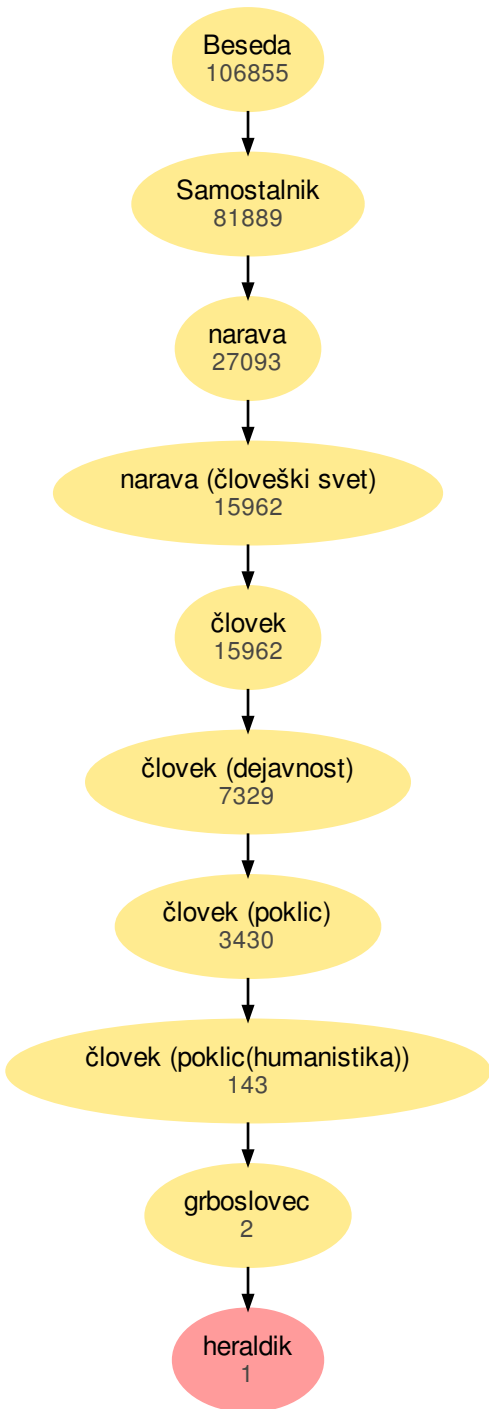 Beseda
106855
Samostalnik
81889
narava
27093
narava (človeški svet)
15962
človek
15962
človek (dejavnost)
7329
človek (poklic)
3430
človek (poklic(humanistika))
143
grboslovec
2
heraldik
1